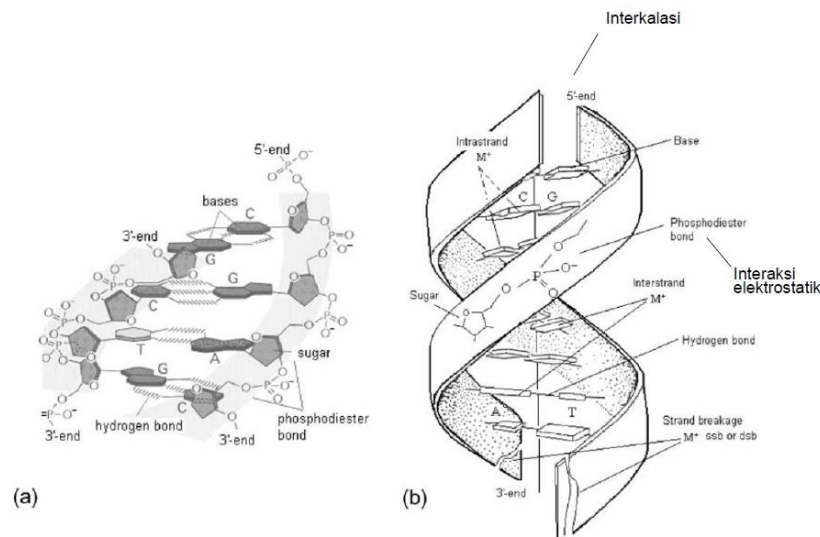 Interkalasi
5'-end
O=P-O⁻
O
O
bases
C
3'-end
G
G
C
T
A
sugar
G
C
hydrogen bond
phosphodiester
bond
3'-end
3'-end
(a)
5'-end
Intrastrand
M⁺
Base
C G
Phosphodiester
bond
Interaksi
elektrostatik
O
P
O⁻
O
Sugar
Interstrand
M⁺
Hydrogen bond
A T
Strand breakage
M⁺ ssb or dsb
3'-end
(b)